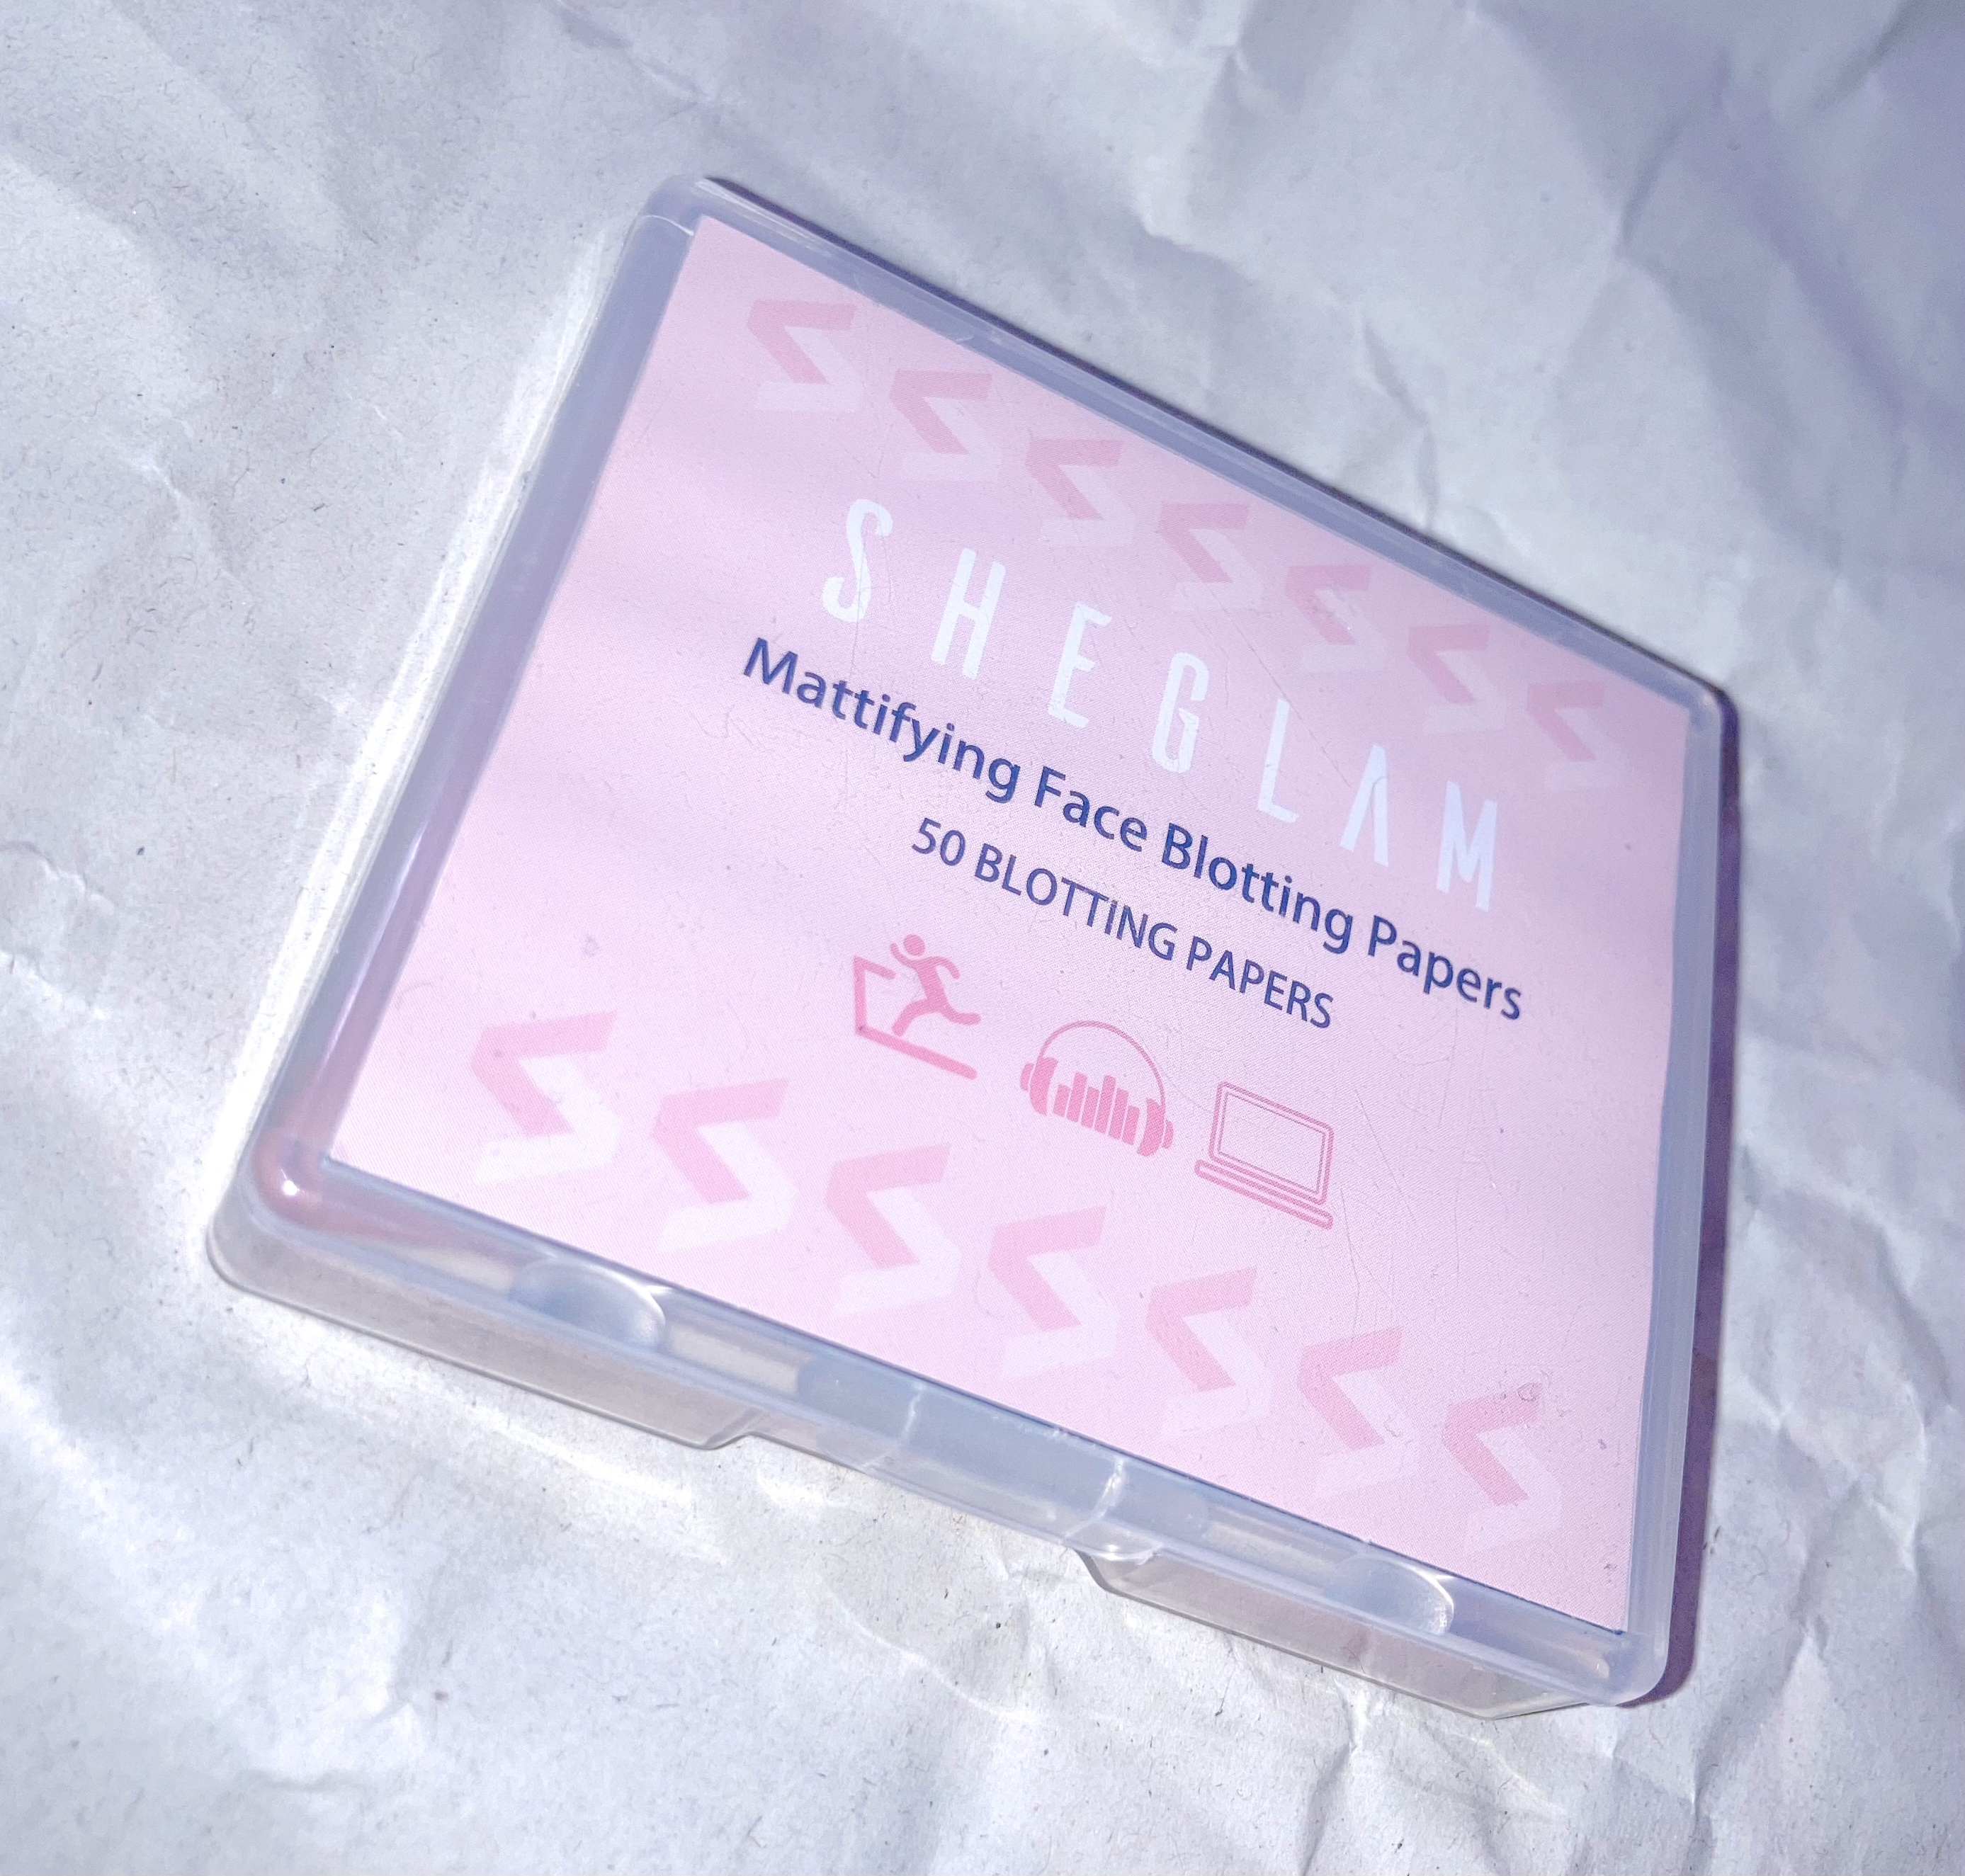 SHEGLAM
Mattifying Face Blotting Papers
50 BLOTTING PAPERS